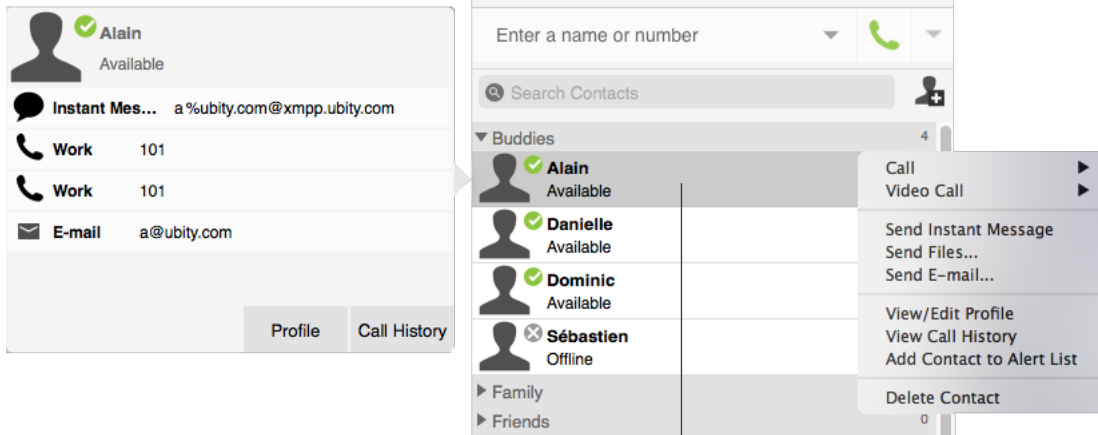 Alain
Available
Instant Mes... a%ubity.com@xmpp.ubity.com
Work 101
Work 101
E-mail a@ubity.com
Profile Call History
Enter a name or number
Search Contacts
Buddies 4
Alain
Available
Danielle
Available
Dominic
Available
Sébastien
Offline
Family
Friends 0
Call
Video Call
Send Instant Message
Send Files...
Send E-mail...
View/Edit Profile
View Call History
Add Contact to Alert List
Delete Contact